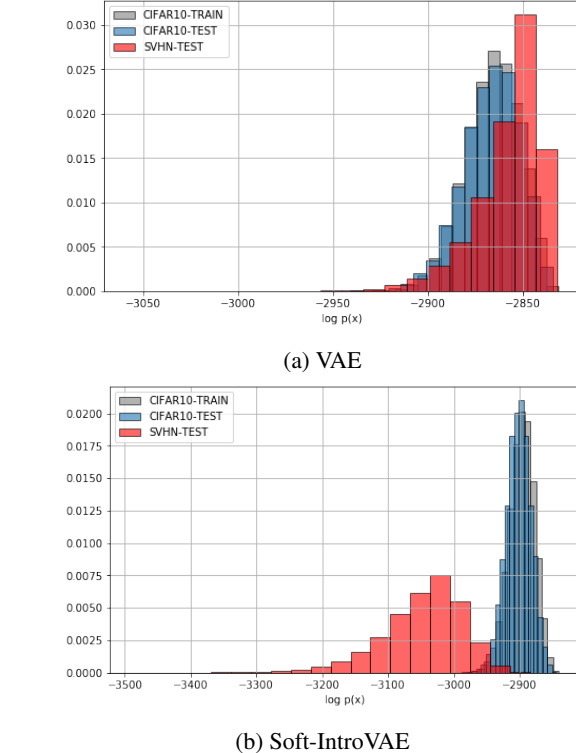 0.030
0.025
0.020
0.015
0.010
0.005
0.000
CIFAR10-TRAIN
CIFAR10-TEST
SVHN-TEST
−3050 −3000 −2950 −2900 −2850
log p(x)
(a) VAE
0.0200
0.0175
0.0150
0.0125
0.0100
0.0075
0.0050
0.0025
0.0000
CIFAR10-TRAIN
CIFAR10-TEST
SVHN-TEST
−3500 −3400 −3300 −3200 −3100 −3000 −2900
log p(x)
(b) Soft-IntroVAE